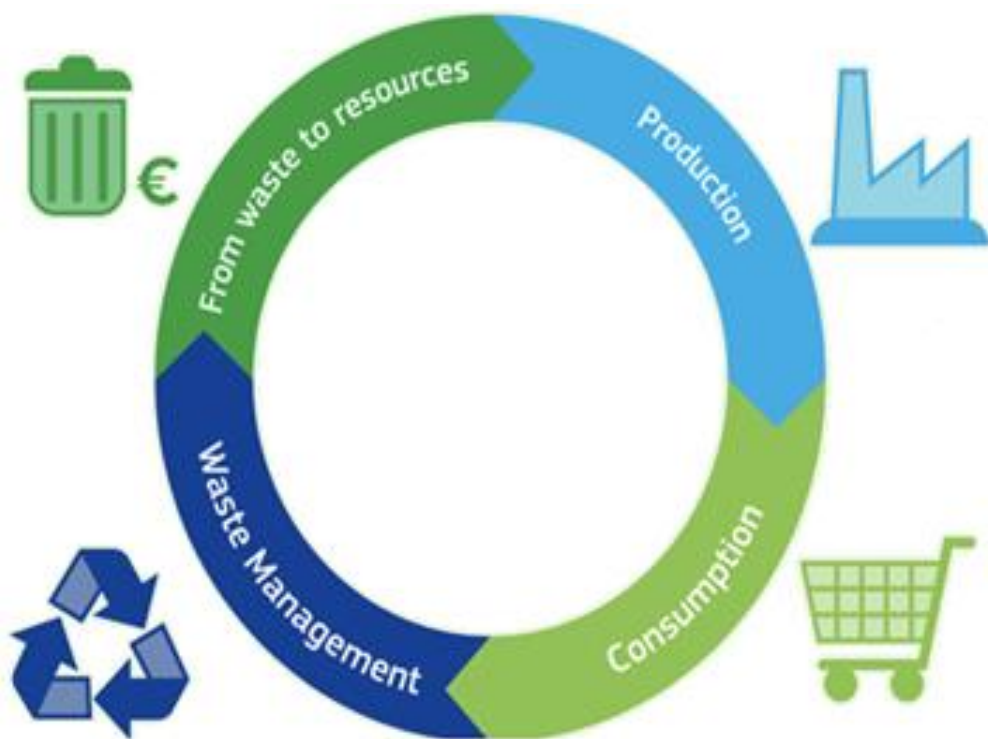 From waste to resources
Production
Consumption
Waste Management
€